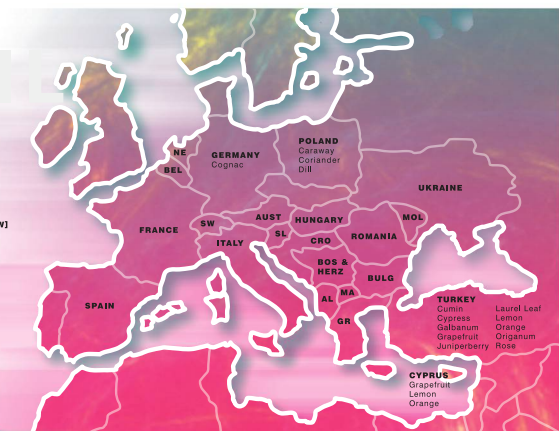 NE
BEL
GERMANY
Cognac
POLAND
Caraway
Coriander
Dill
UKRAINE
W]
FRANCE
SW
AUST
HUNGARY
MOL
ITALY
SL
CRO
ROMANIA
BOS &
HERZ
BULG
SPAIN
AL
MA
GR
TURKEY
Cumin
Cypress
Galbanum
Grapefruit
Juniperberry
Laurel Leaf
Lemon
Orange
Origanum
Rose
CYPRUS
Grapefruit
Lemon
Orange